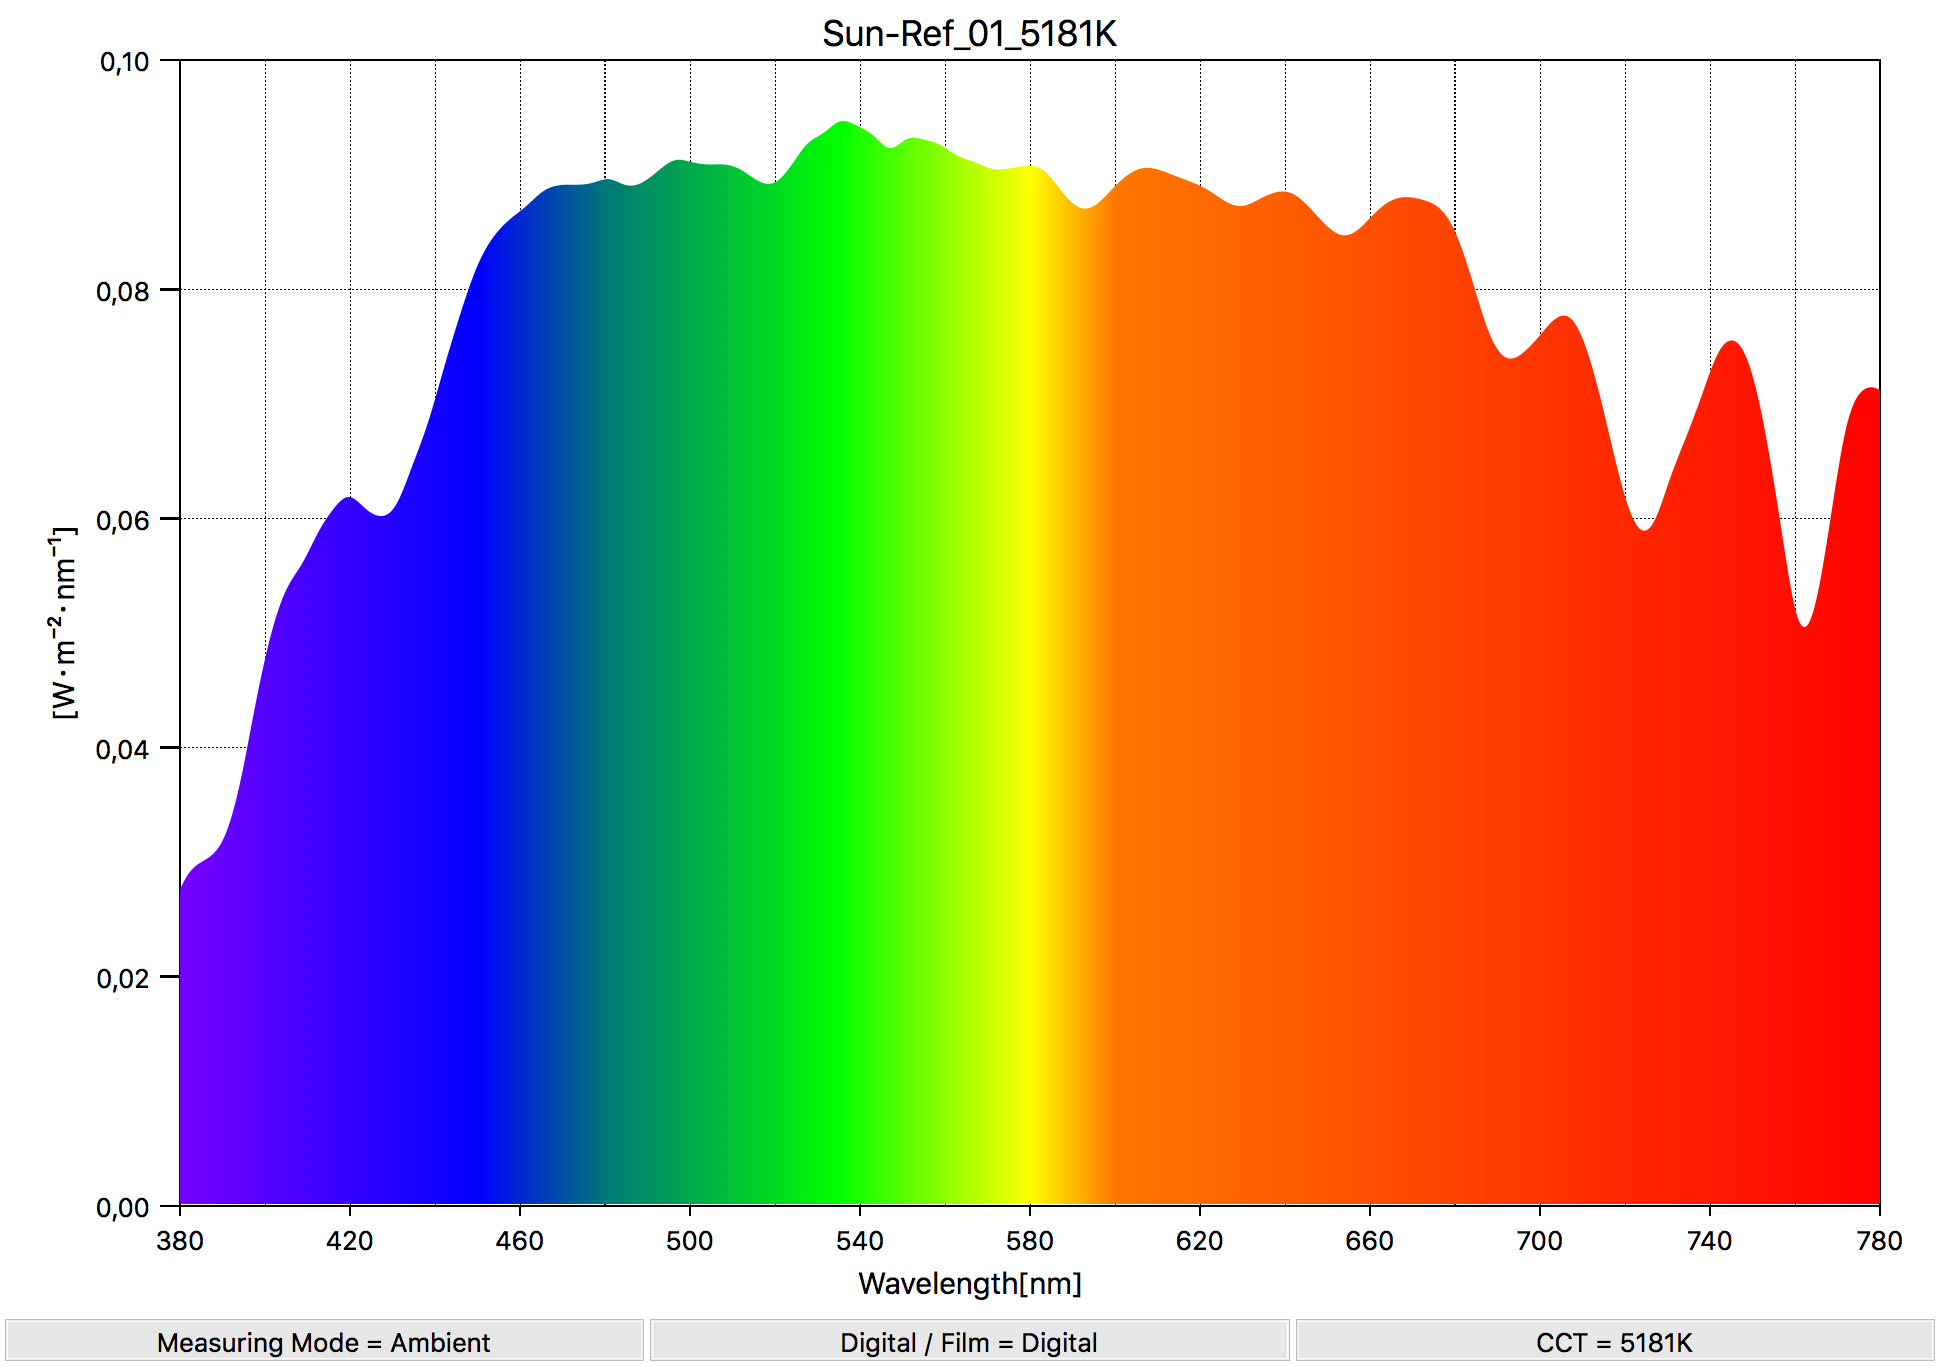 Sun-Ref_01_5181K
0,10
0,08
0,06
0,04
0,02
0,00
[W·m⁻²·nm⁻¹]
380 420 460 500 540 580 620 660 700 740 780
Wavelength[nm]
Measuring Mode = Ambient
Digital / Film = Digital
CCT = 5181K